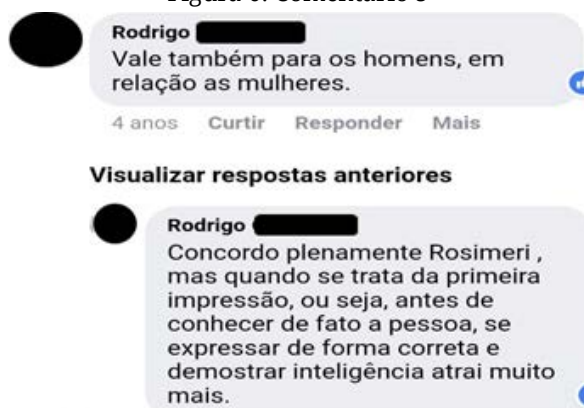 Rodrigo
Vale também para os homens, em
relação as mulheres.
4 anos Curtir Responder Mais
Visualizar respostas anteriores
Rodrigo
Concordo plenamente Rosimeri ,
mas quando se trata da primeira
impressão, ou seja, antes de
conhecer de fato a pessoa, se
expressar de forma correta e
demostrar inteligência atrai muito
mais.